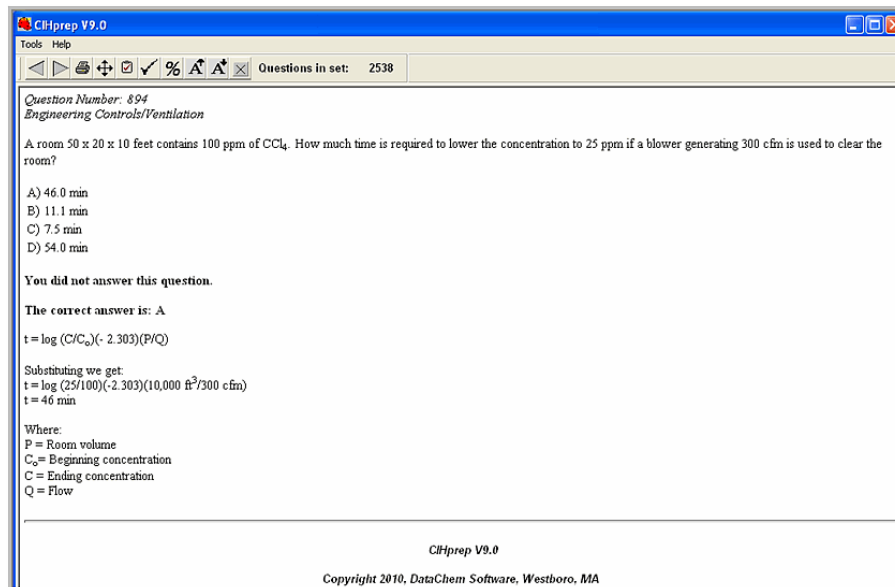 CIHprep V9.0
Tools Help
% A A Questions in set: 2538
Question Number: 894
Engineering Controls/Ventilation
A room 50 x 20 x 10 feet contains 100 ppm of CCl₄. How much time is required to lower the concentration to 25 ppm if a blower generating 300 cfm is used to clear the
room?
A) 46.0 min
B) 11.1 min
C) 7.5 min
D) 54.0 min
You did not answer this question.
The correct answer is: A
t = log (C/Cₒ)(- 2.303)(P/Q)
Substituting we get:
t = log (25/100)(-2.303)(10,000 ft³/300 cfm)
t = 46 min
Where:
P = Room volume
Cₒ= Beginning concentration
C = Ending concentration
Q = Flow
CIHprep V9.0
Copyright 2010, DataChem Software, Westboro, MA